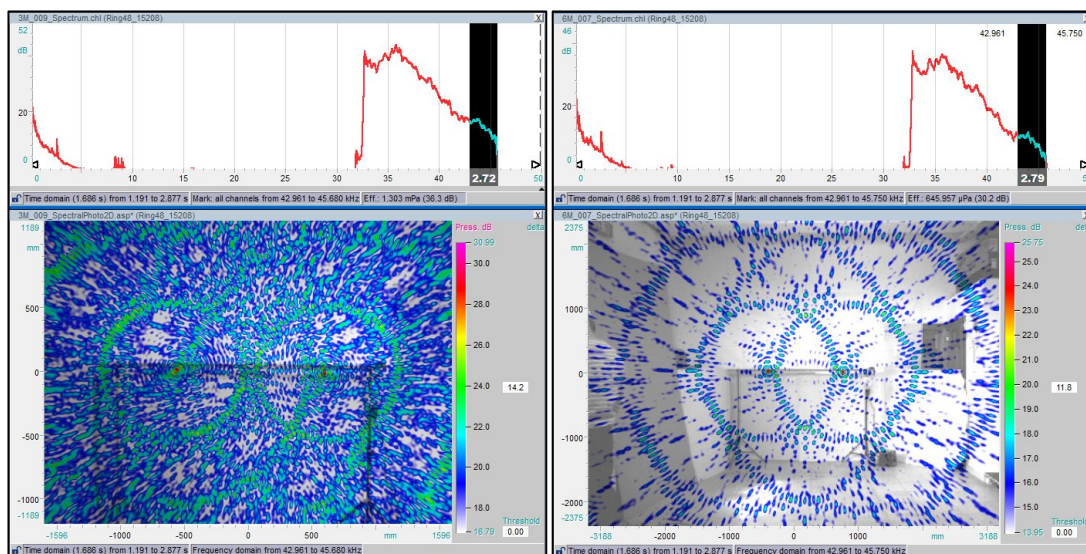 3M_009_Spectrum.chl (Ring48_15208)
X
52
dB
20
0
0
5
10
15
20
25
30
35
40
50
2.72
Time domain (1.686 s) from 1.191 to 2.877 s
Mark: all channels from 42.961 to 45.680 kHz
Eff.: 1.303 mPa (36.3 dB)
3M_009_SpectralPhoto2D.asp* (Ring48_15208)
X
1189
mm
500
0
-500
-1000
-1189
-1596
-1000
-500
0
500
mm
1596
Press. dB
delta
30.99
30.0
28.0
26.0
24.0
22.0
20.0
18.0
16.79
14.2
Threshold
0.00
Time domain (1.686 s) from 1.191 to 2.877 s
Frequency domain from 42.961 to 45.680 kHz
6M_007_Spectrum.chl (Ring48_15208)
X
46
dB
20
0
42.961
45.750
0
5
10
15
20
25
30
35
40
2.79
Time domain (1.686 s) from 1.191 to 2.877 s
Mark: all channels from 42.961 to 45.750 kHz
Eff.: 645.957 µPa (30.2 dB)
6M_007_SpectralPhoto2D.asp* (Ring48_15208)
X
2375
mm
1000
0
-1000
-2000
-2375
-3188
-2000
-1000
0
1000
mm
3188
Press. dB
delta
25.75
25.0
24.0
23.0
22.0
21.0
20.0
19.0
18.0
17.0
16.0
15.0
13.95
11.8
Threshold
0.00
Time domain (1.686 s) from 1.191 to 2.877 s
Frequency domain from 42.961 to 45.750 kHz